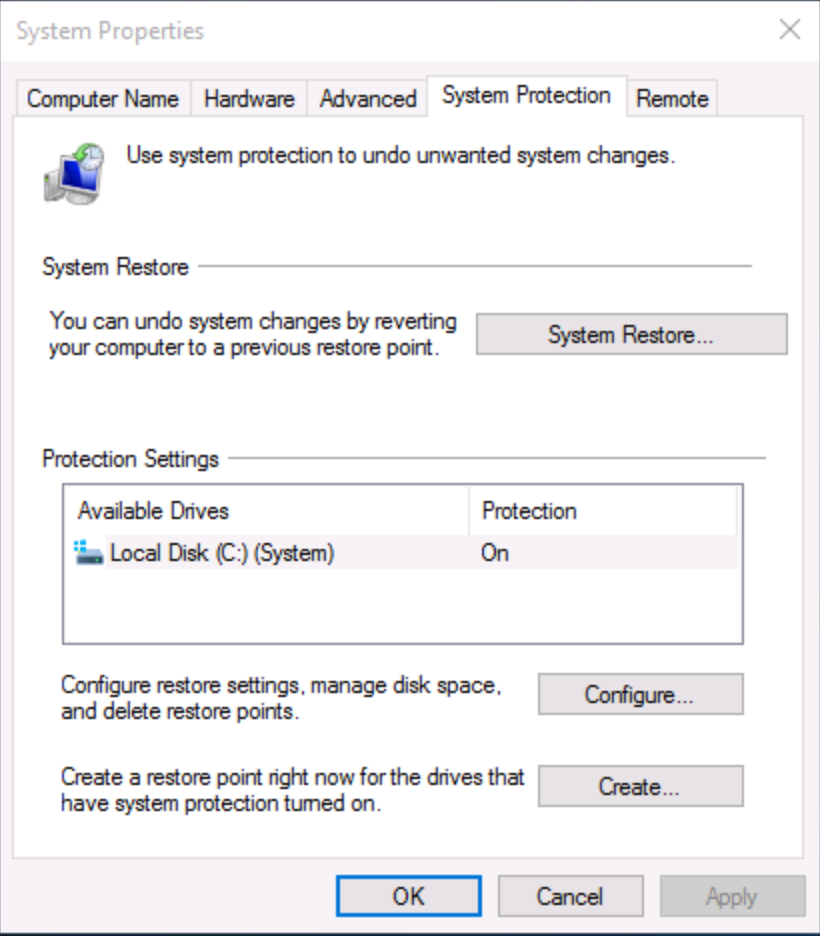 System Properties
Computer Name
Hardware
Advanced
System Protection
Remote
Use system protection to undo unwanted system changes.
System Restore
You can undo system changes by reverting
your computer to a previous restore point.
System Restore...
Protection Settings
Available Drives
Protection
Local Disk (C:) (System)
On
Configure restore settings, manage disk space,
and delete restore points.
Configure...
Create a restore point right now for the drives that
have system protection turned on.
Create...
OK
Cancel
Apply